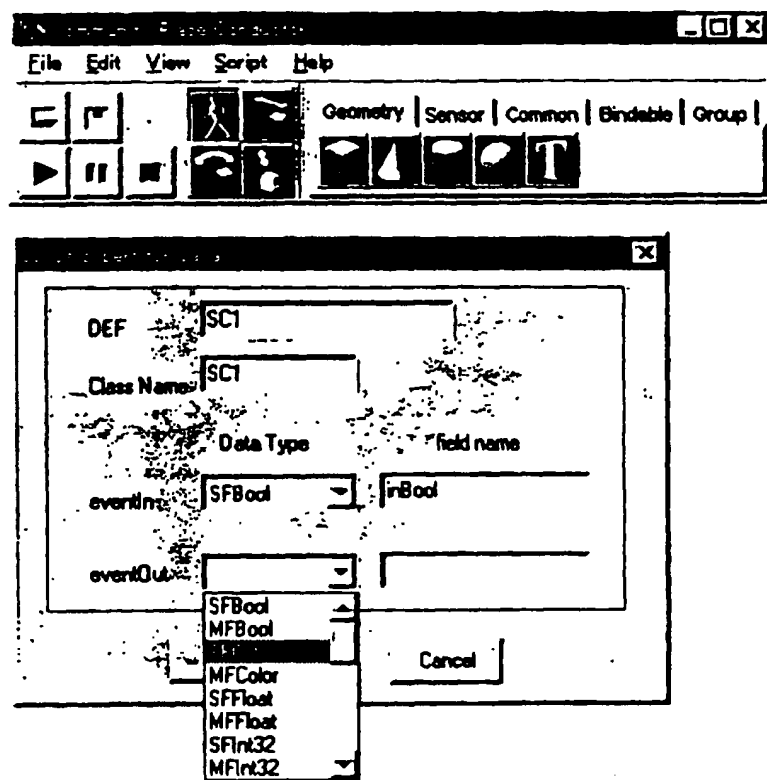 File Edit View Script Help
Geometry Sensor Common Bindable Group
T
DEF SC1
Class Name: SC1
Data Type field name
eventIn: SFBool inBool
eventOut:
SFBool
MFBool
MFColor
SFFloat
MFFloat
SFInt32
MFInt32
Cancel